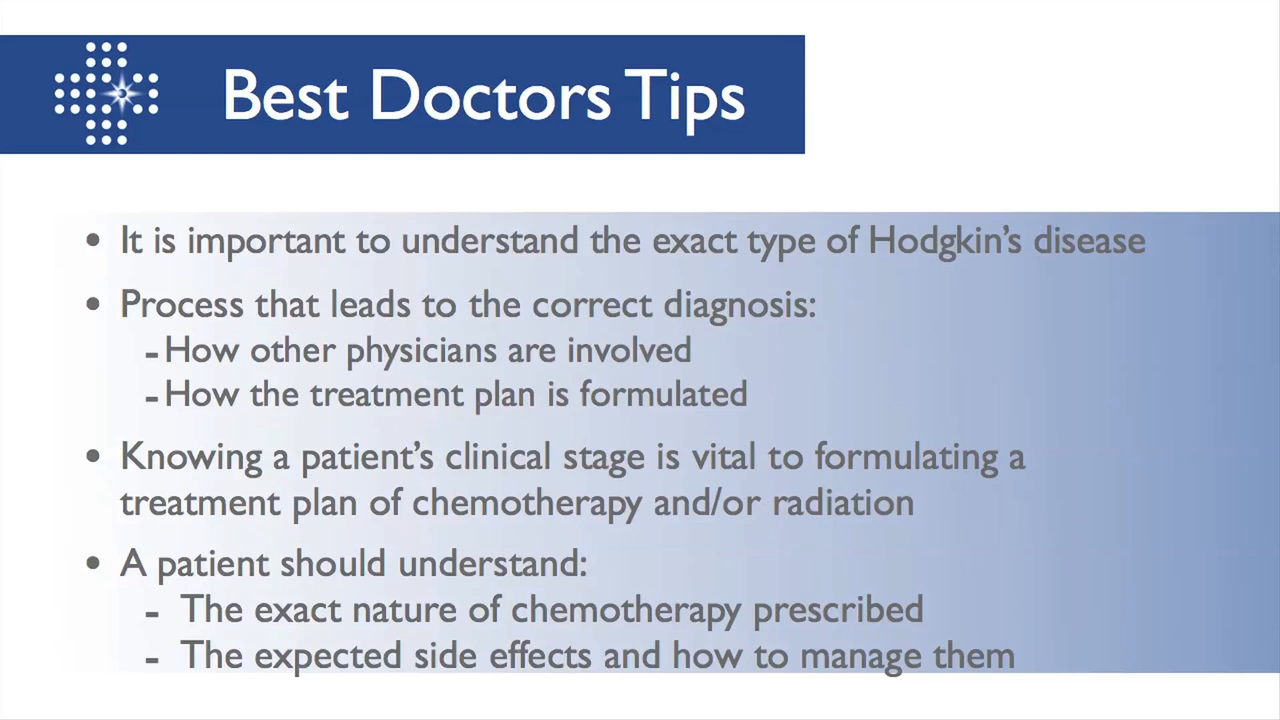 Best Doctors Tips
• It is important to understand the exact type of Hodgkin's disease
• Process that leads to the correct diagnosis:
- How other physicians are involved
- How the treatment plan is formulated
• Knowing a patient's clinical stage is vital to formulating a
treatment plan of chemotherapy and/or radiation
• A patient should understand:
- The exact nature of chemotherapy prescribed
- The expected side effects and how to manage them